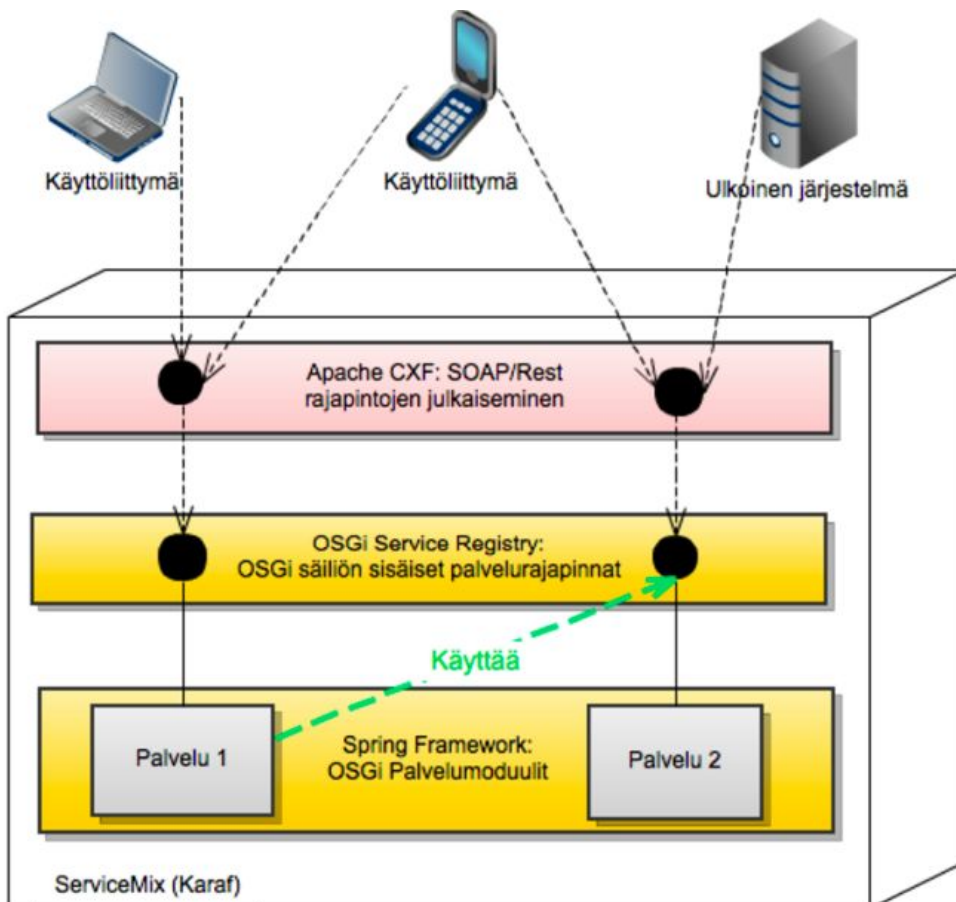 Käyttöliittymä
Käyttöliittymä
Ulkoinen järjestelmä
Apache CXF: SOAP/Rest
rajapintojen julkaiseminen
OSGi Service Registry:
OSGi säiliön sisäiset palvelurajapinnat
Käyttää
Palvelu 1
Spring Framework:
OSGi Palvelumoduulit
Palvelu 2
ServiceMix (Karaf)